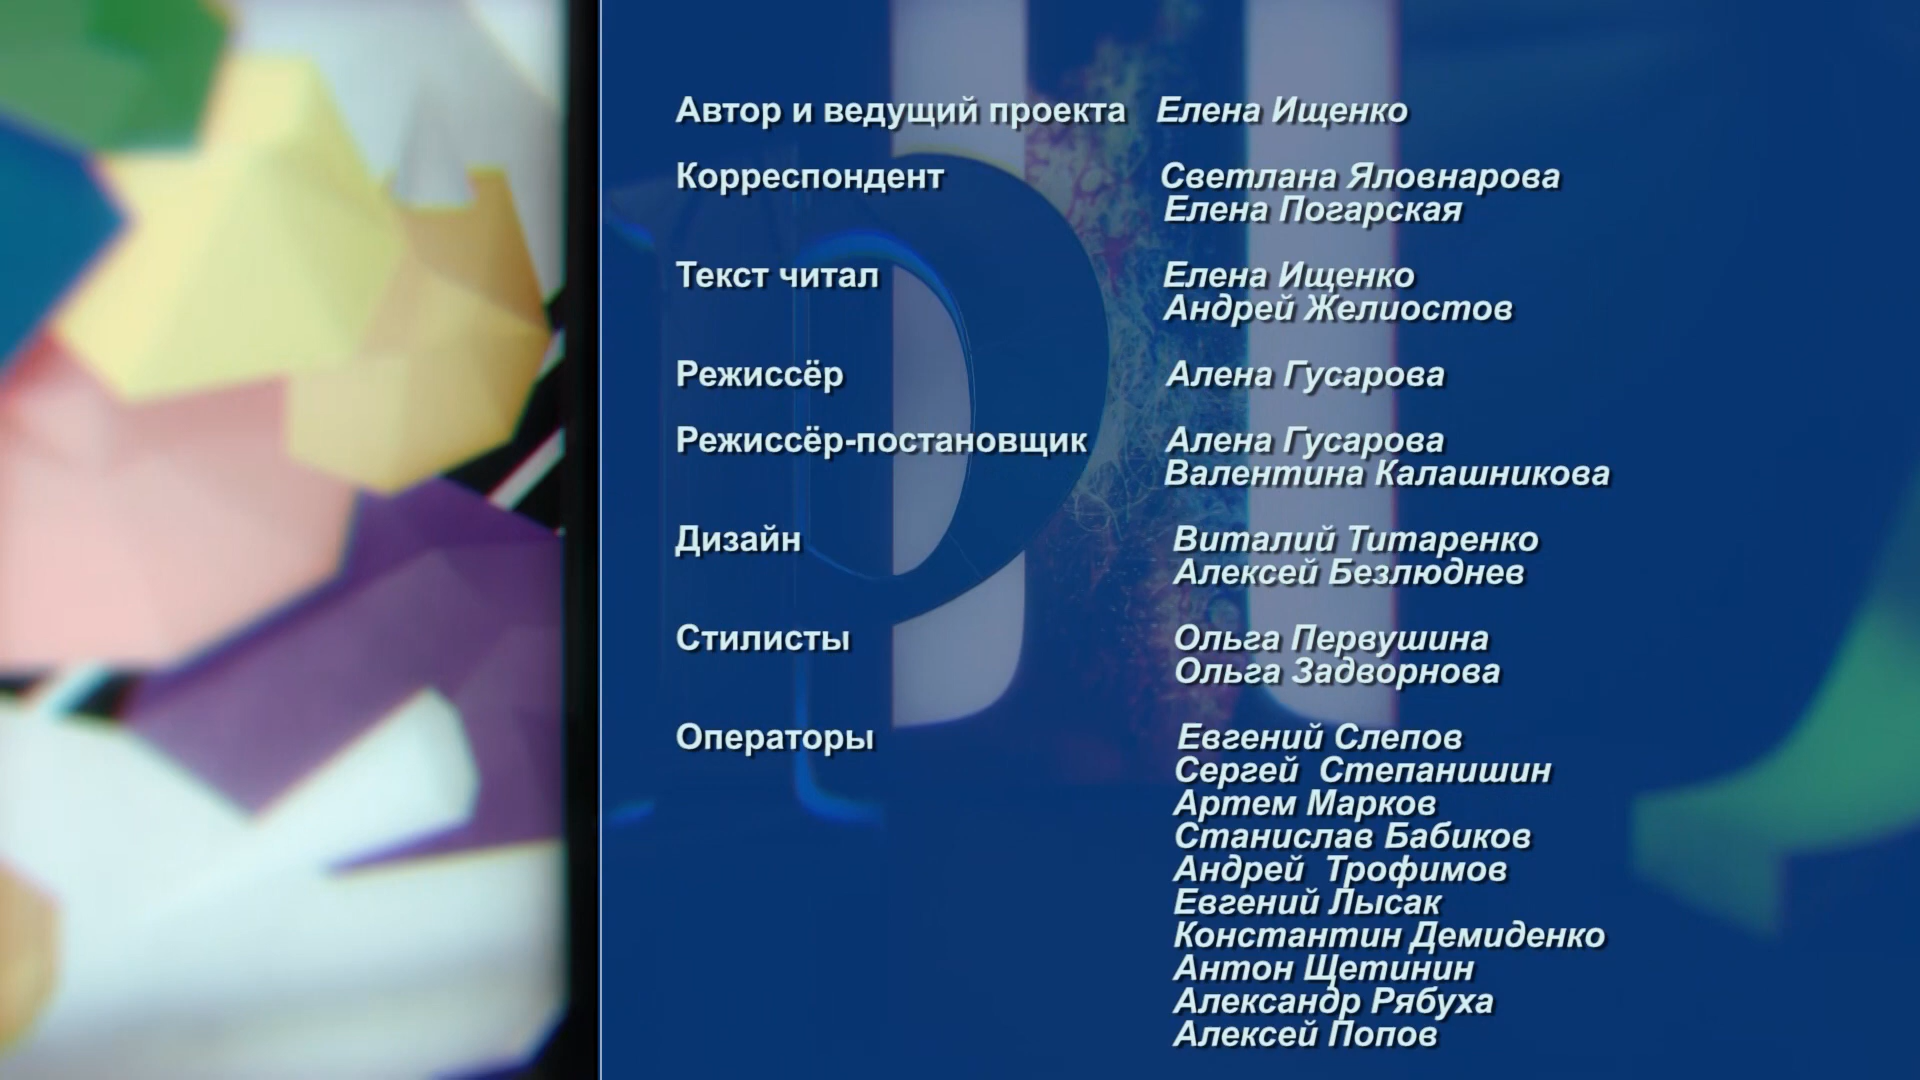 Автор и ведущий проекта Елена Ищенко
Корреспондент Светлана Яловнарова
Елена Погарская
Текст читал Елена Ищенко
Андрей Желиостов
Режиссёр Алена Гусарова
Режиссёр-постановщик Алена Гусарова
Валентина Калашникова
Дизайн Виталий Титаренко
Алексей Безлюднев
Стилисты Ольга Первушина
Ольга Задворнова
Операторы Евгений Слепов
Сергей Степанишин
Артем Марков
Станислав Бабиков
Андрей Трофимов
Евгений Лысак
Константин Демиденко
Антон Щетинин
Александр Рябуха
Алексей Попов